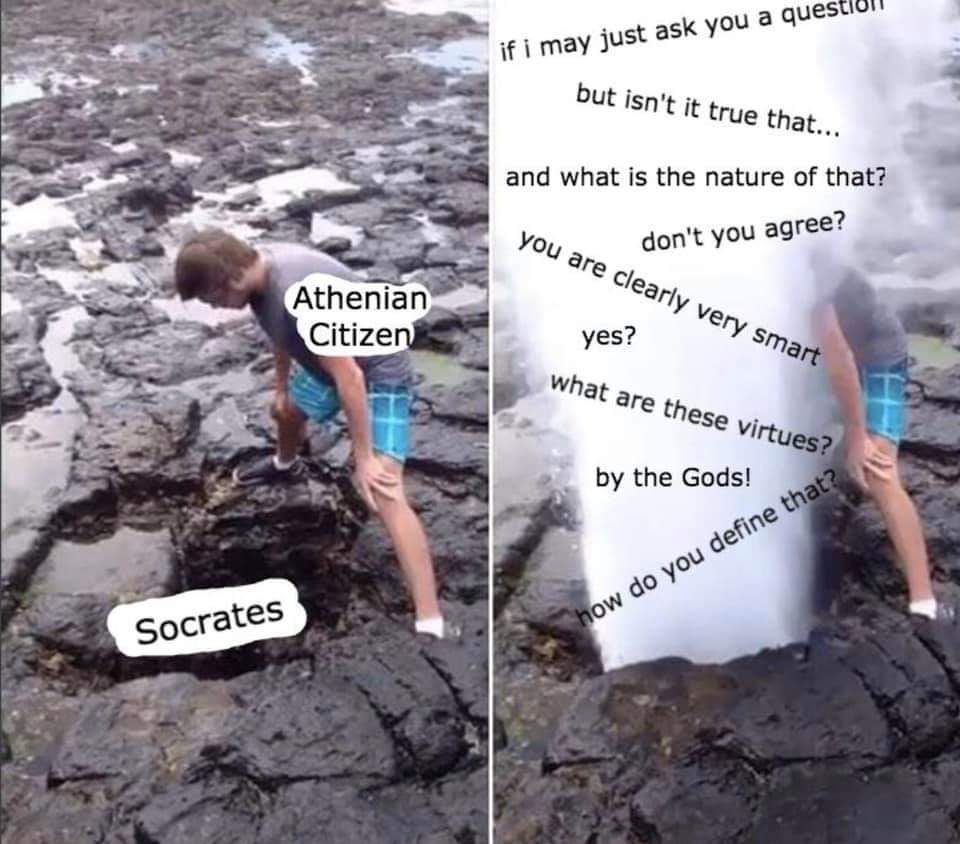 Athenian
Citizen
Socrates
if i may just ask you a question
but isn't it true that...
and what is the nature of that?
don't you agree?
you are clearly very smart
yes?
what are these virtues?
by the Gods!
how do you define that?